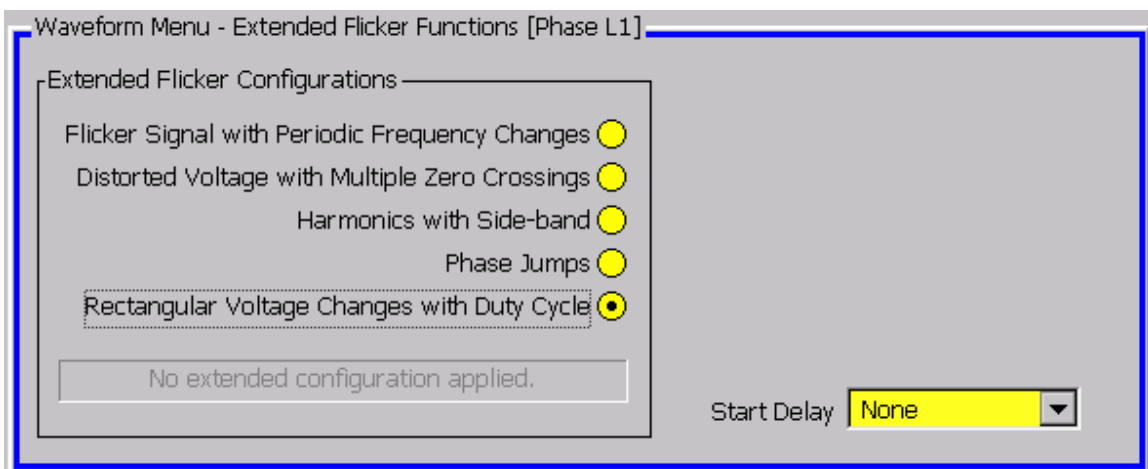 Waveform Menu - Extended Flicker Functions [Phase L1]
Extended Flicker Configurations
Flicker Signal with Periodic Frequency Changes
Distorted Voltage with Multiple Zero Crossings
Harmonics with Side-band
Phase Jumps
Rectangular Voltage Changes with Duty Cycle
No extended configuration applied.
Start Delay None